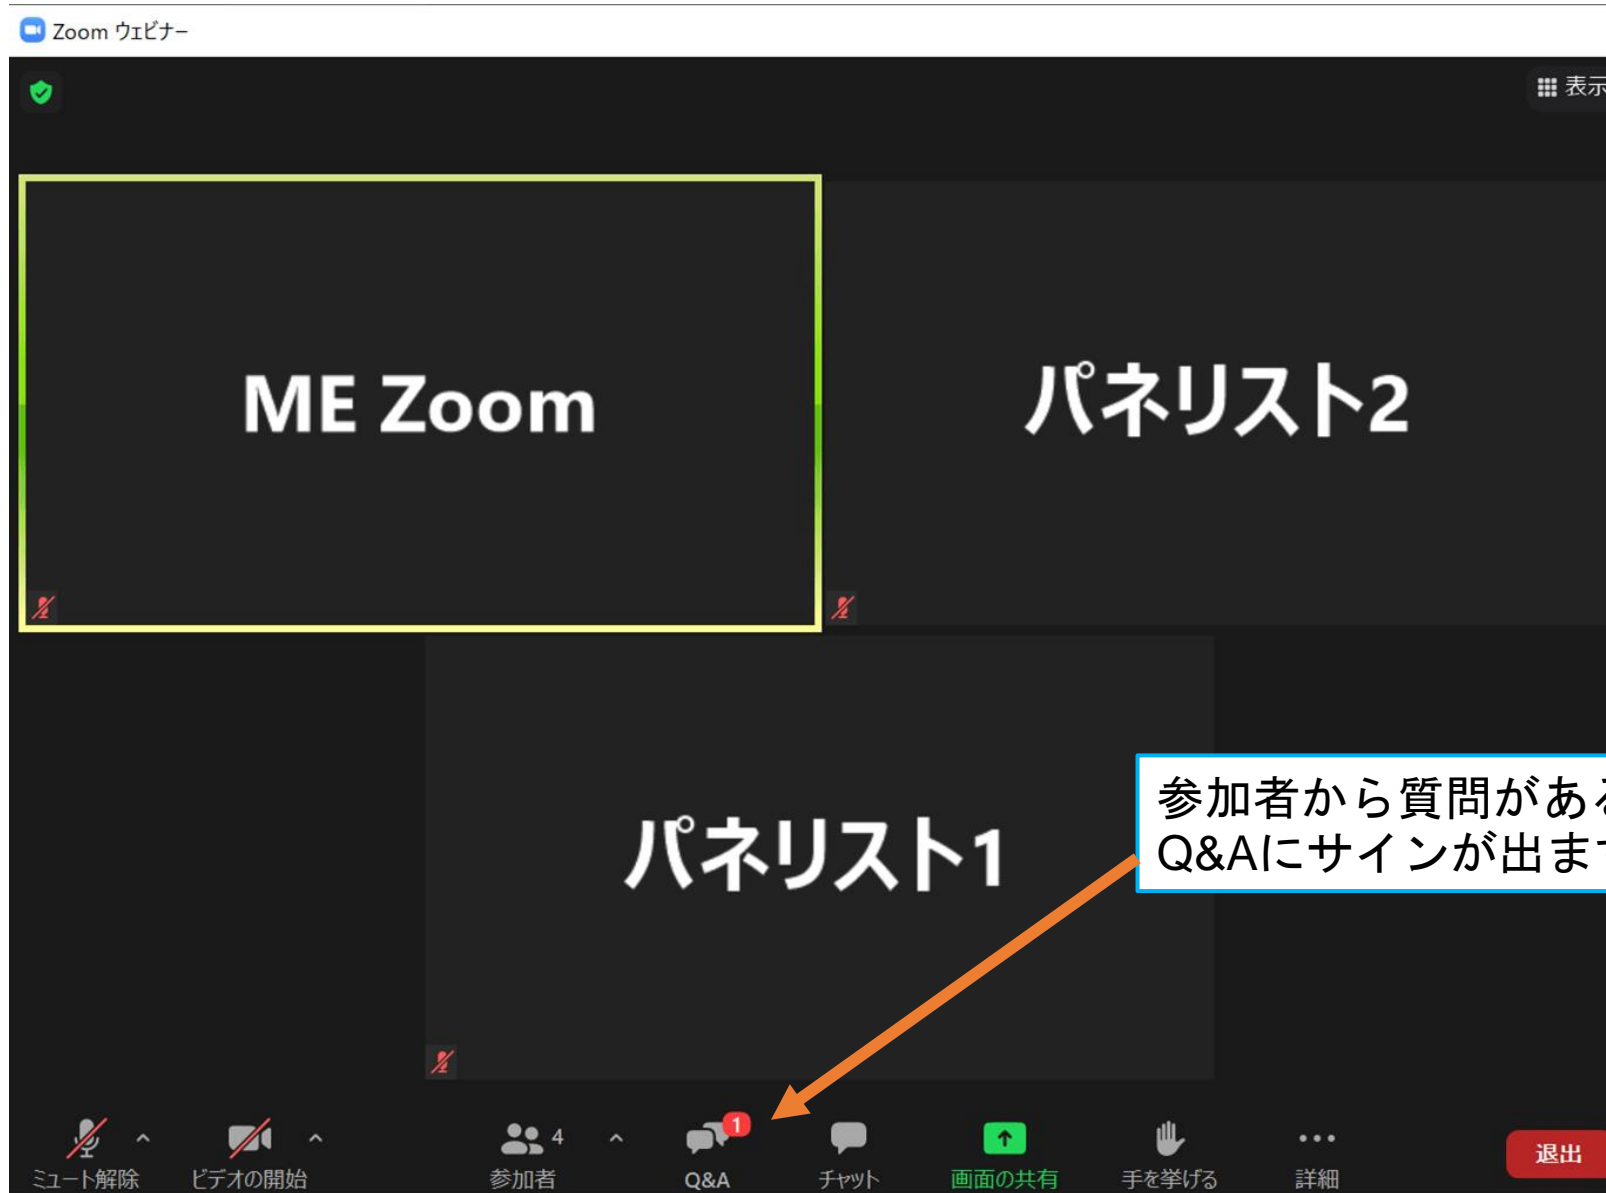 Zoom ウェビナー
表示
ME Zoom
パネリスト2
パネリスト1
参加者から質問がある
Q&Aにサインが出ます
4
1
ミュート解除
ビデオの開始
参加者
Q&A
チャット
画面の共有
手を挙げる
詳細
退出